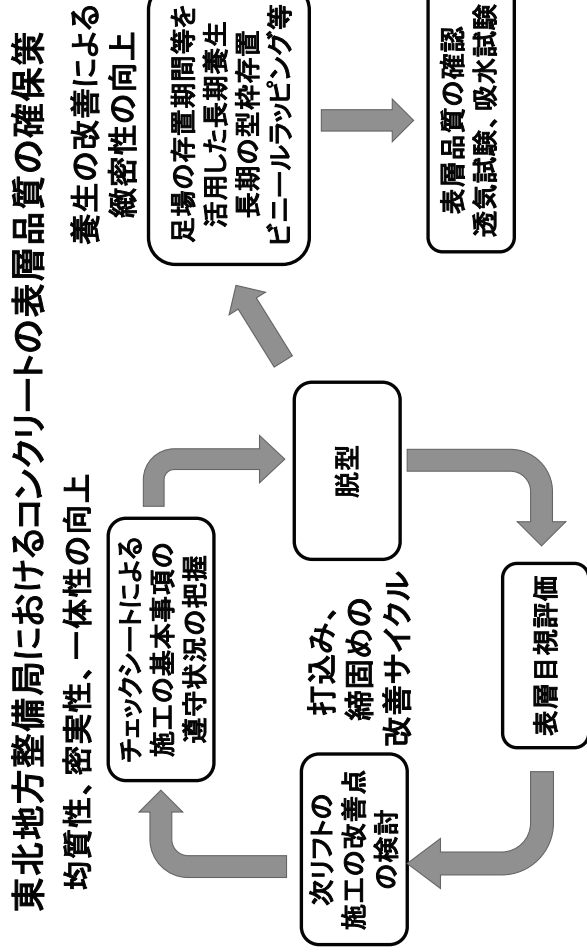 東北地方整備局におけるコンクリートの表層品質の確保策
均質性、密実性、一体性の向上
養生の改善による
緻密性の向上
チェックシートによる
施工の基本事項の
遵守状況の把握
脱型
表層目視評価
次リフトの
施工の改善点
の検討
打込み、
締固めの
改善サイクル
足場の存置期間等を
活用した長期養生
長期の型枠存置
ビニールラッピング等
表層品質の確認
透気試験、吸水試験